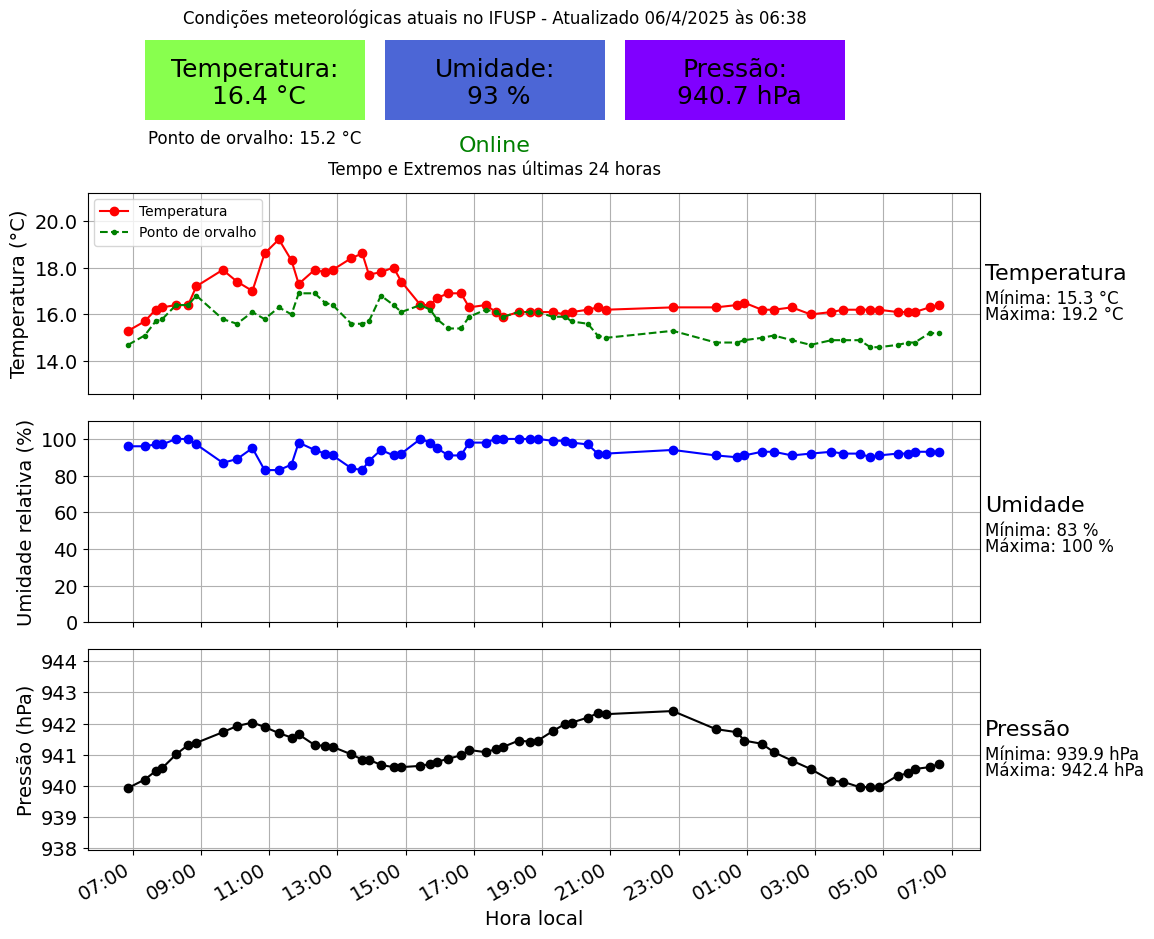 Condições meteorológicas atuais no IFUSP - Atualizado 06/4/2025 às 06:38
Temperatura:
16.4 °C
Umidade:
93 %
Pressão:
940.7 hPa
Ponto de orvalho: 15.2 °C
Online
Tempo e Extremos nas últimas 24 horas
Temperatura (°C)
20.0
18.0
16.0
14.0
Temperatura
Ponto de orvalho
Temperatura
Mínima: 15.3 °C
Máxima: 19.2 °C
Umidade relativa (%)
100
80
60
40
20
0
Umidade
Mínima: 83 %
Máxima: 100 %
Pressão (hPa)
944
943
942
941
940
939
938
Pressão
Mínima: 939.9 hPa
Máxima: 942.4 hPa
07:00
09:00
11:00
13:00
15:00
17:00
19:00
21:00
23:00
01:00
03:00
05:00
07:00
Hora local